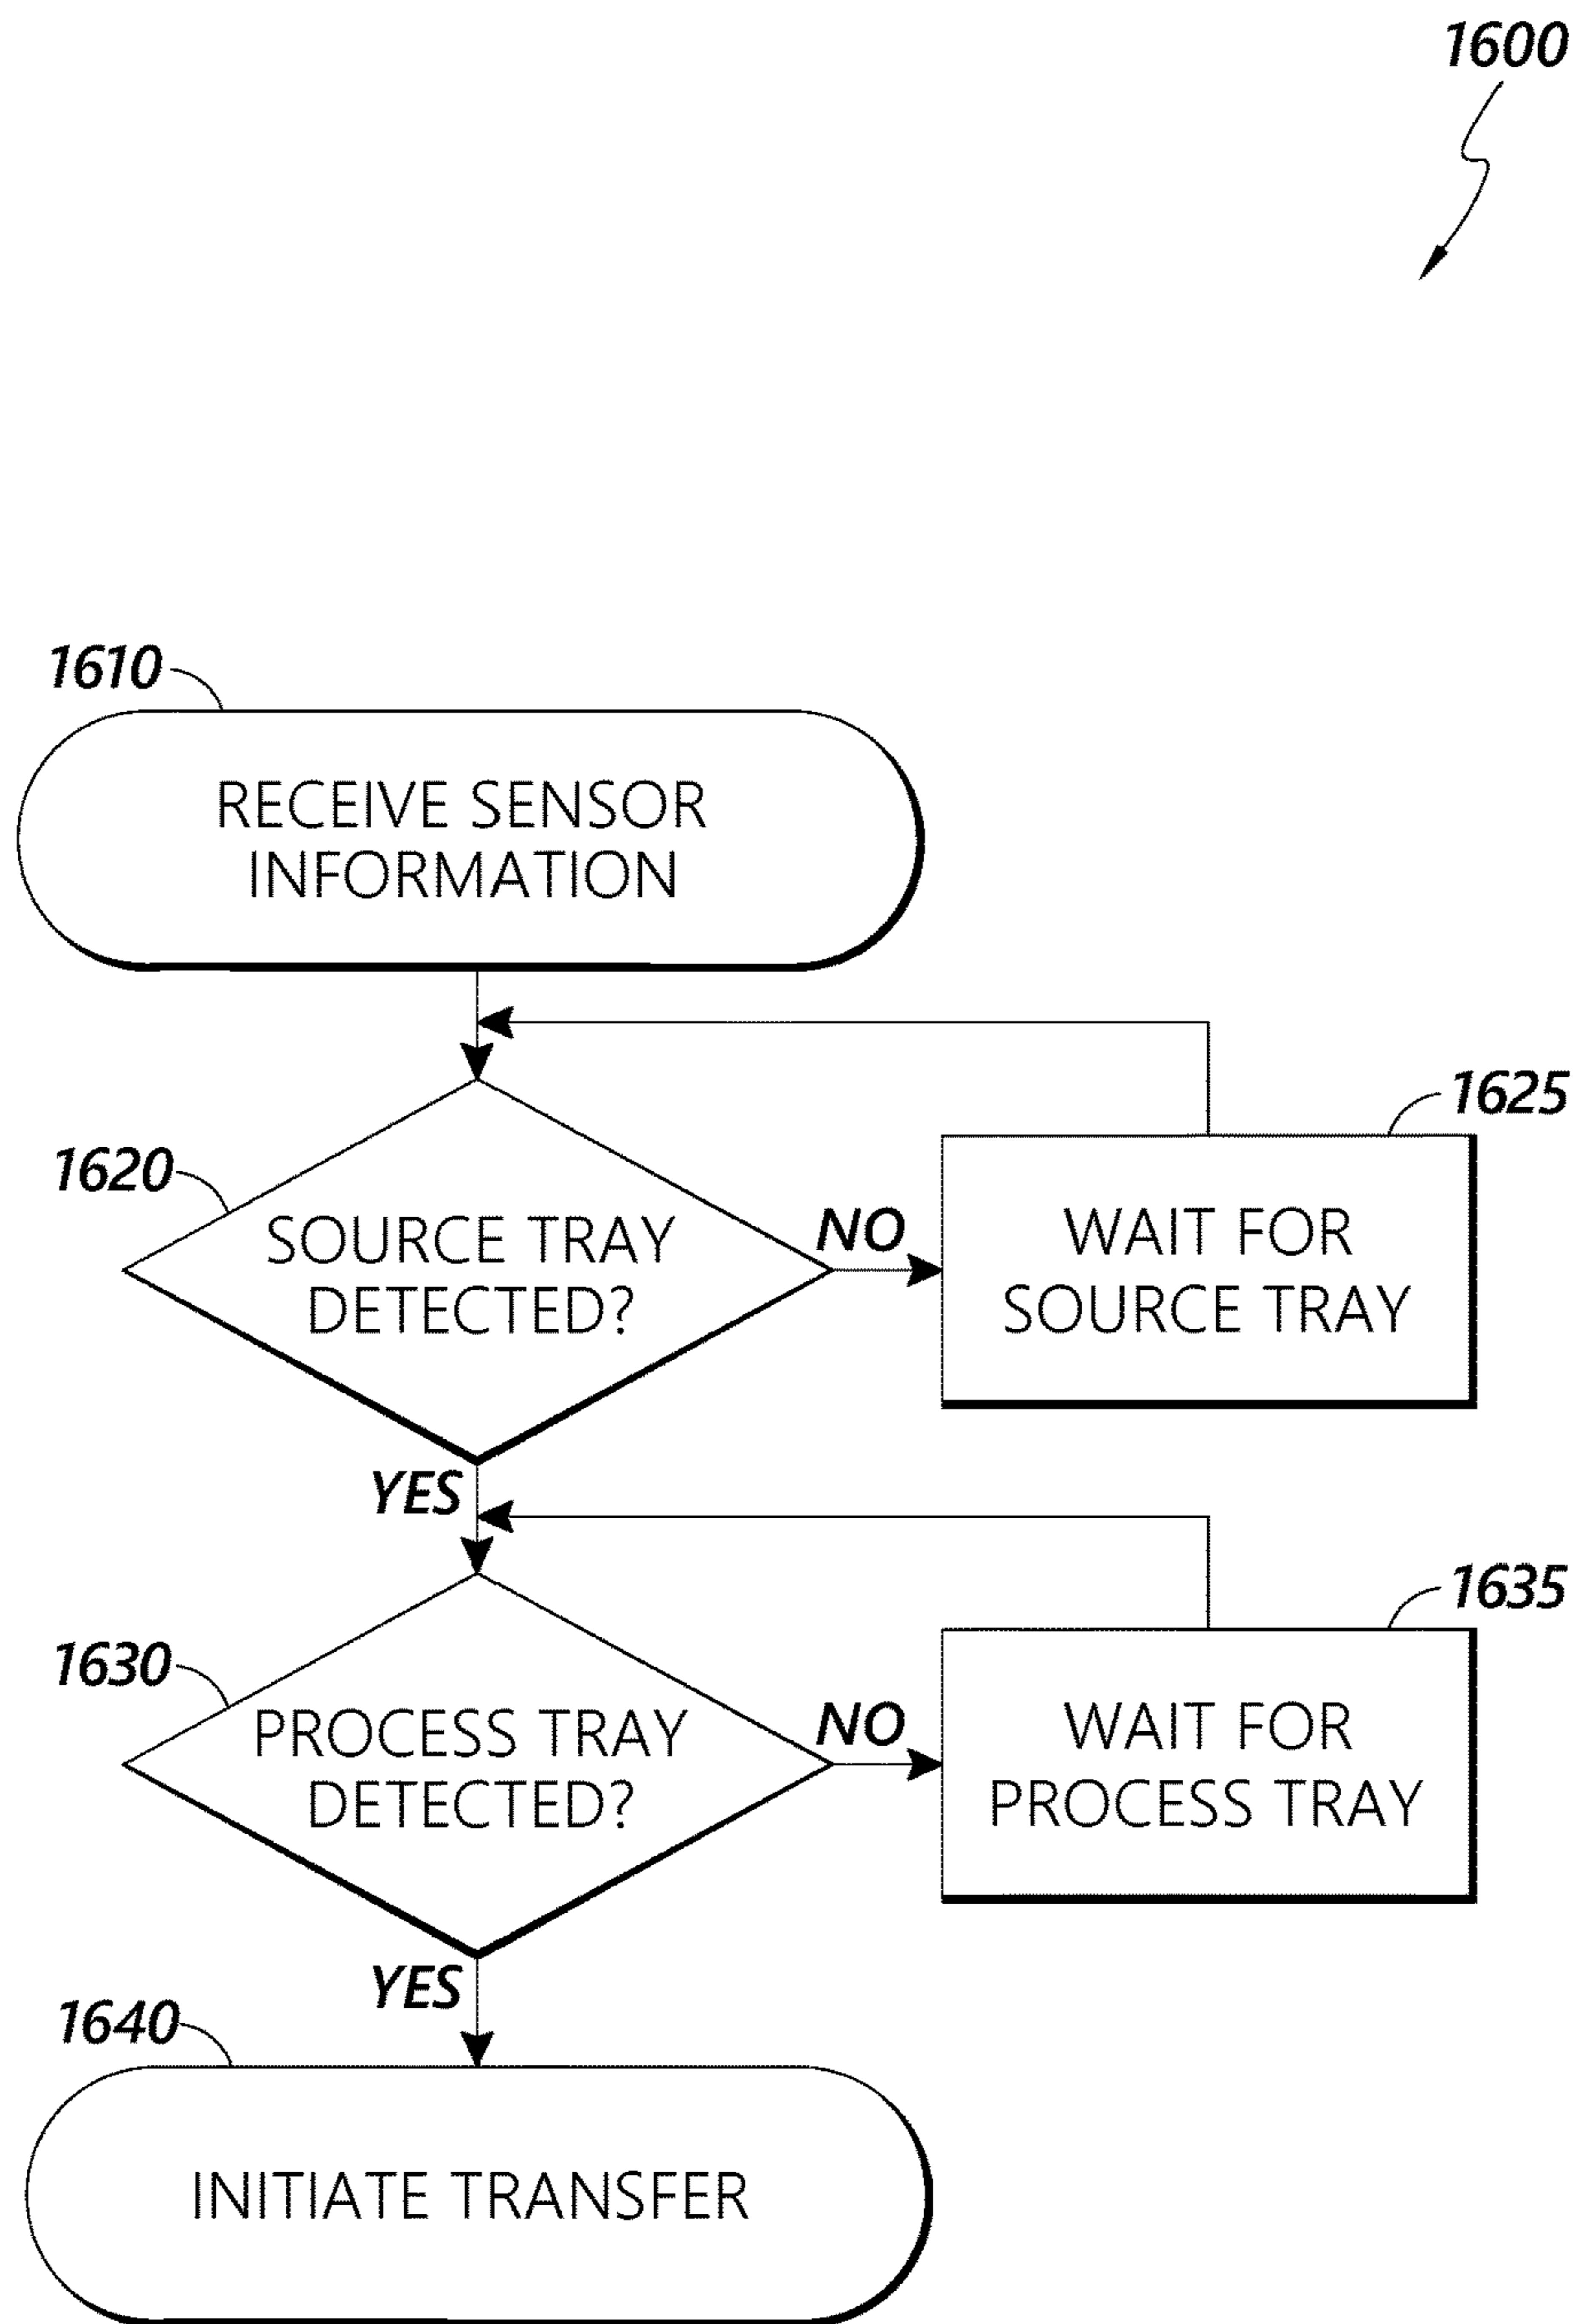 1600
1610
RECEIVE SENSOR
INFORMATION
1620
SOURCE TRAY
DETECTED?
NO
1625
WAIT FOR
SOURCE TRAY
YES
1630
PROCESS TRAY
DETECTED?
NO
1635
WAIT FOR
PROCESS TRAY
YES
1640
INITIATE TRANSFER